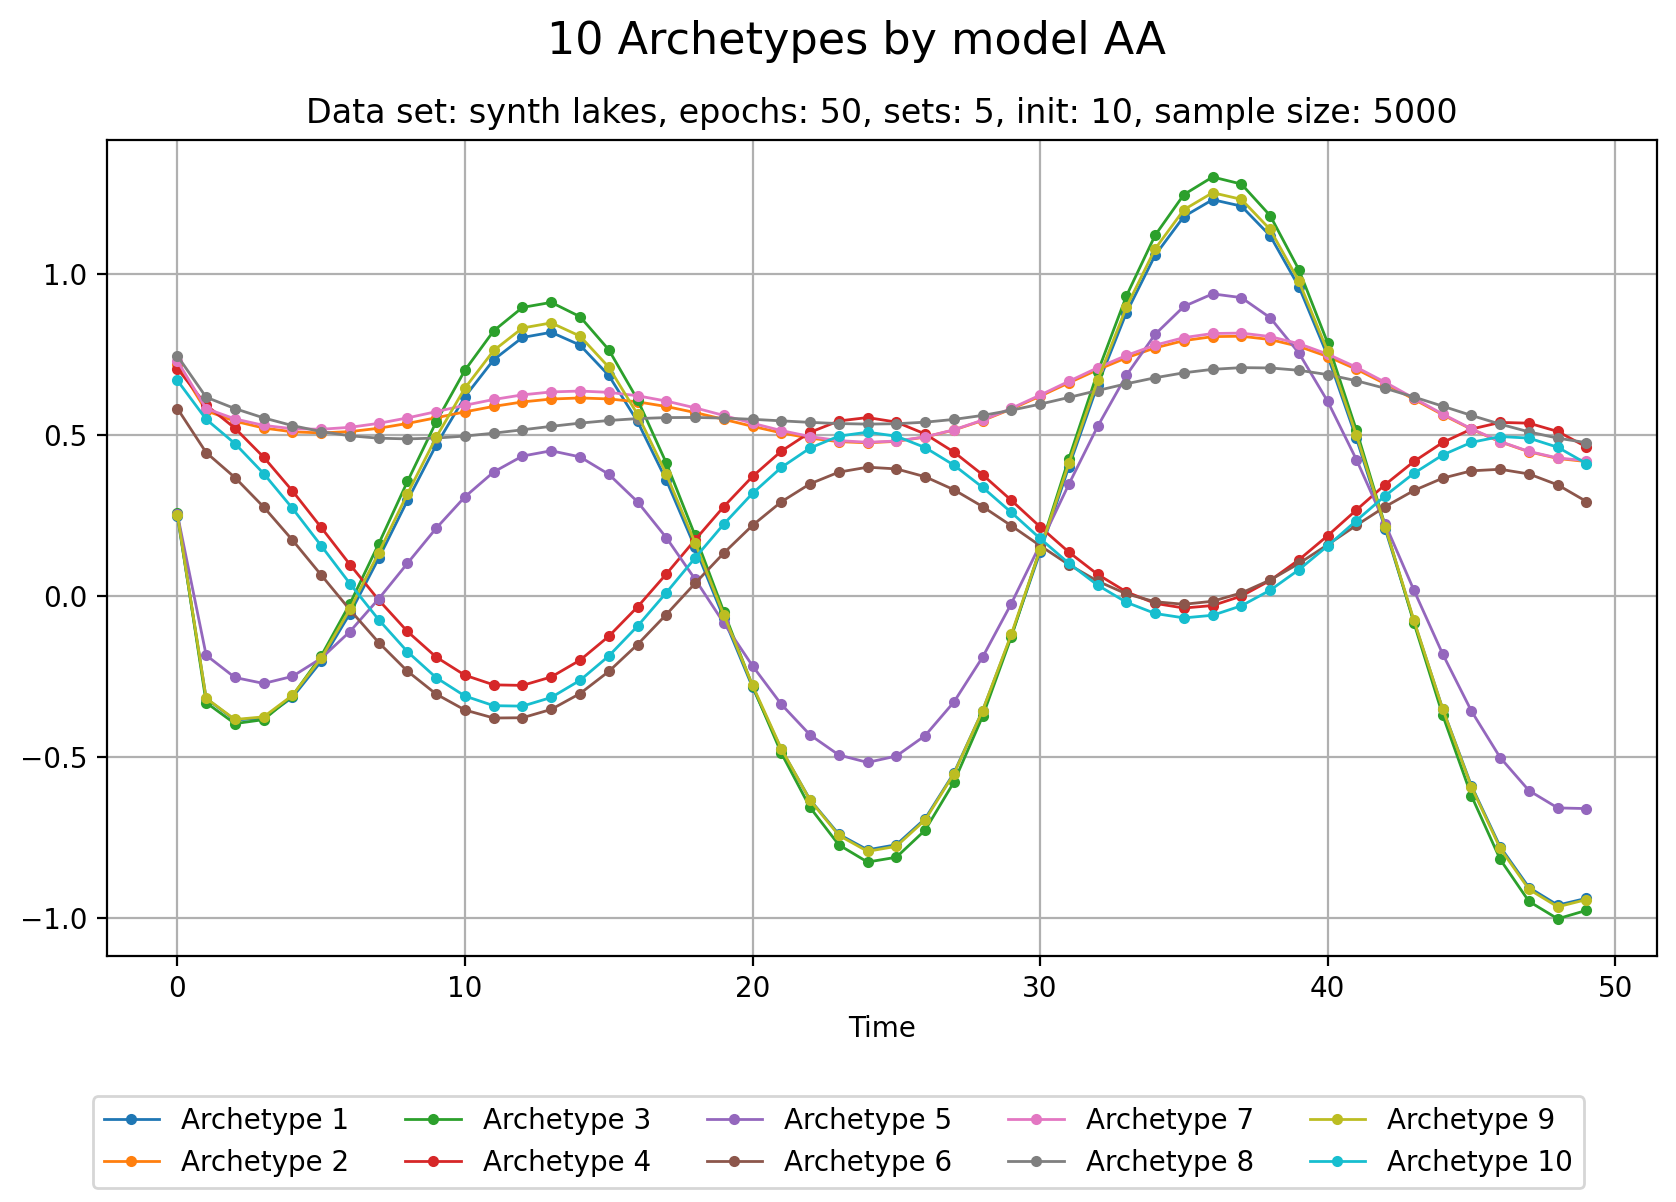 10 Archetypes by model AA
Data set: synth lakes, epochs: 50, sets: 5, init: 10, sample size: 5000
1.0
0.5
0.0
−0.5
−1.0
0 10 20 30 40 50
Time
Archetype 1 Archetype 3 Archetype 5 Archetype 7 Archetype 9
Archetype 2 Archetype 4 Archetype 6 Archetype 8 Archetype 10